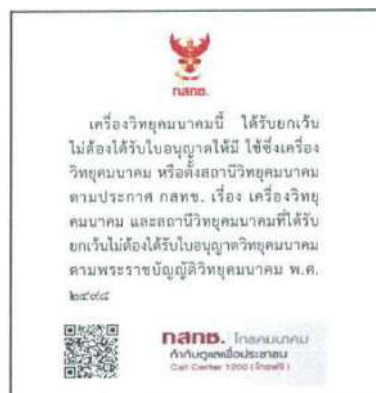 กสทช.
เครื่องวิทยุคมนาคมนี้ ได้รับยกเว้น
ไม่ต้องได้รับใบอนุญาตให้มี ใช้ซึ่งเครื่อง
วิทยุคมนาคม หรือตั้งสถานีวิทยุคมนาคม
ตามประกาศ กสทช. เรื่อง เครื่องวิทยุ
คมนาคม และสถานีวิทยุคมนาคมที่ได้รับ
ยกเว้นไม่ต้องได้รับใบอนุญาตวิทยุคมนาคม
ตามพระราชบัญญัติวิทยุคมนาคม พ.ศ.
๒๔๙๘
กสทช. โทรคมนาคม
กำกับดูแลเพื่อประชาชน
Call Center 1200 (โทรฟรี)